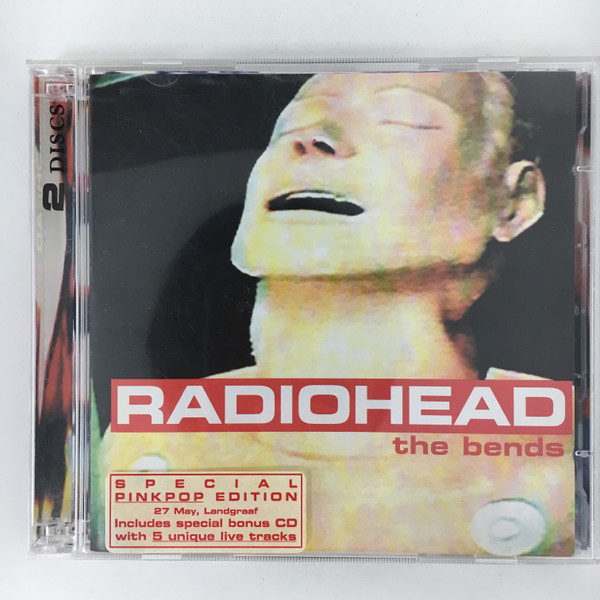 2 DISCS
RADIOHEAD
the bends
SPECIAL
PINKPOP EDITION
27 May, Landgraaf
Includes special bonus CD
with 5 unique live tracks